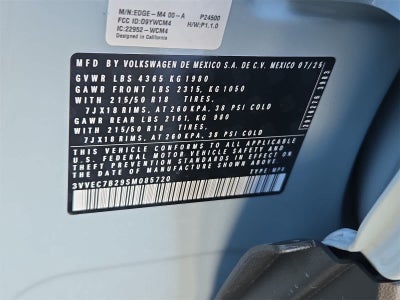 M/N:EDGE-M4 00-A P24500
FCC ID: O9YWCM4 H/W:P1.1.0
IC:22952-WCM4
Designed in California
MFD BY VOLKSWAGEN DE MEXICO S.A. DE C.V. MEXICO 07/25
GVWR LBS 4365 KG 1980
GAWR FRONT LBS 2315, KG 1050
WITH 215/50 R18 TIRES,
7JX18 RIMS, AT 260 KPA, 38 PSI COLD
GAWR REAR LBS 2161, KG 980
WITH 215/50 R18 TIRES,
7JX18 RIMS, AT 260 KPA, 38 PSI COLD
THIS VEHICLE CONFORMS TO ALL APPLICABLE
U.S. FEDERAL MOTOR VEHICLE SAFETY AND
THEFT PREVENTION STANDARDS IN EFFECT ON
THE DATE OF MANUFACTURE SHOWN ABOVE.
3VVEC7B29SM085720 TYPE MPV